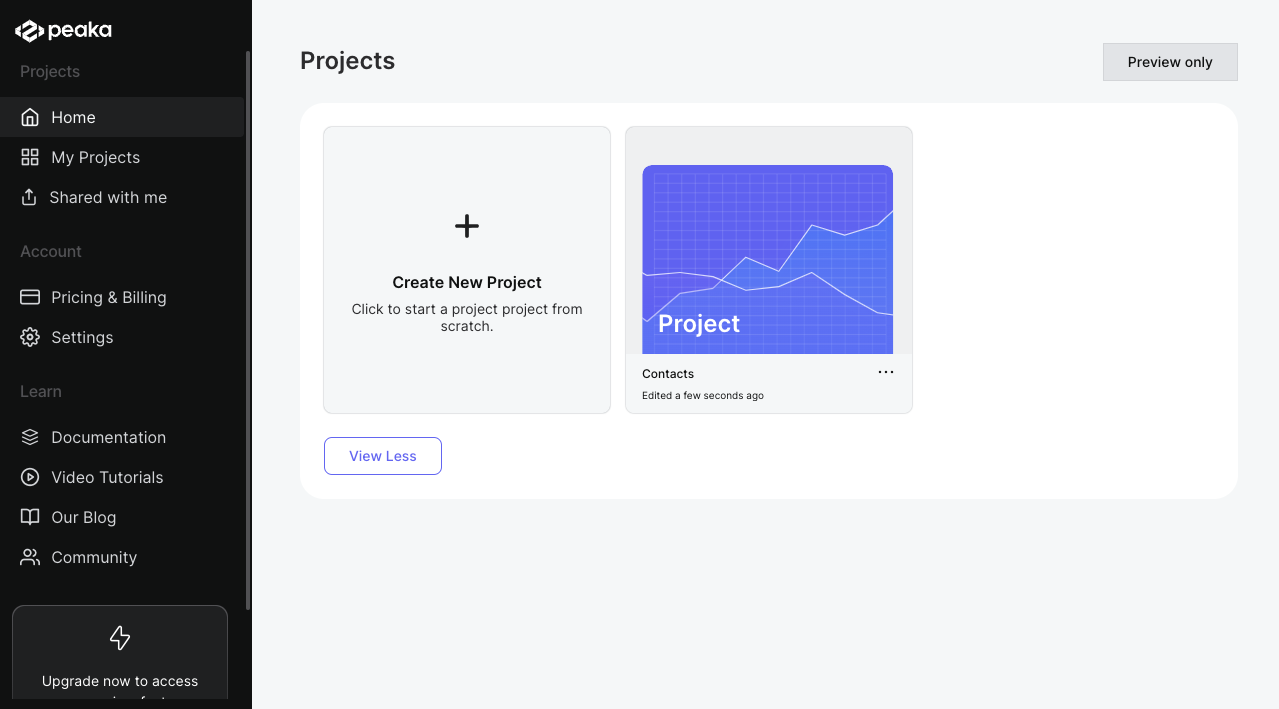 peaka
Projects
Home
My Projects
Shared with me
Account
Pricing & Billing
Settings
Learn
Documentation
Video Tutorials
Our Blog
Community
Upgrade now to access
Projects
Preview only
Create New Project
Click to start a project project from
scratch.
Project
Contacts
Edited a few seconds ago
View Less